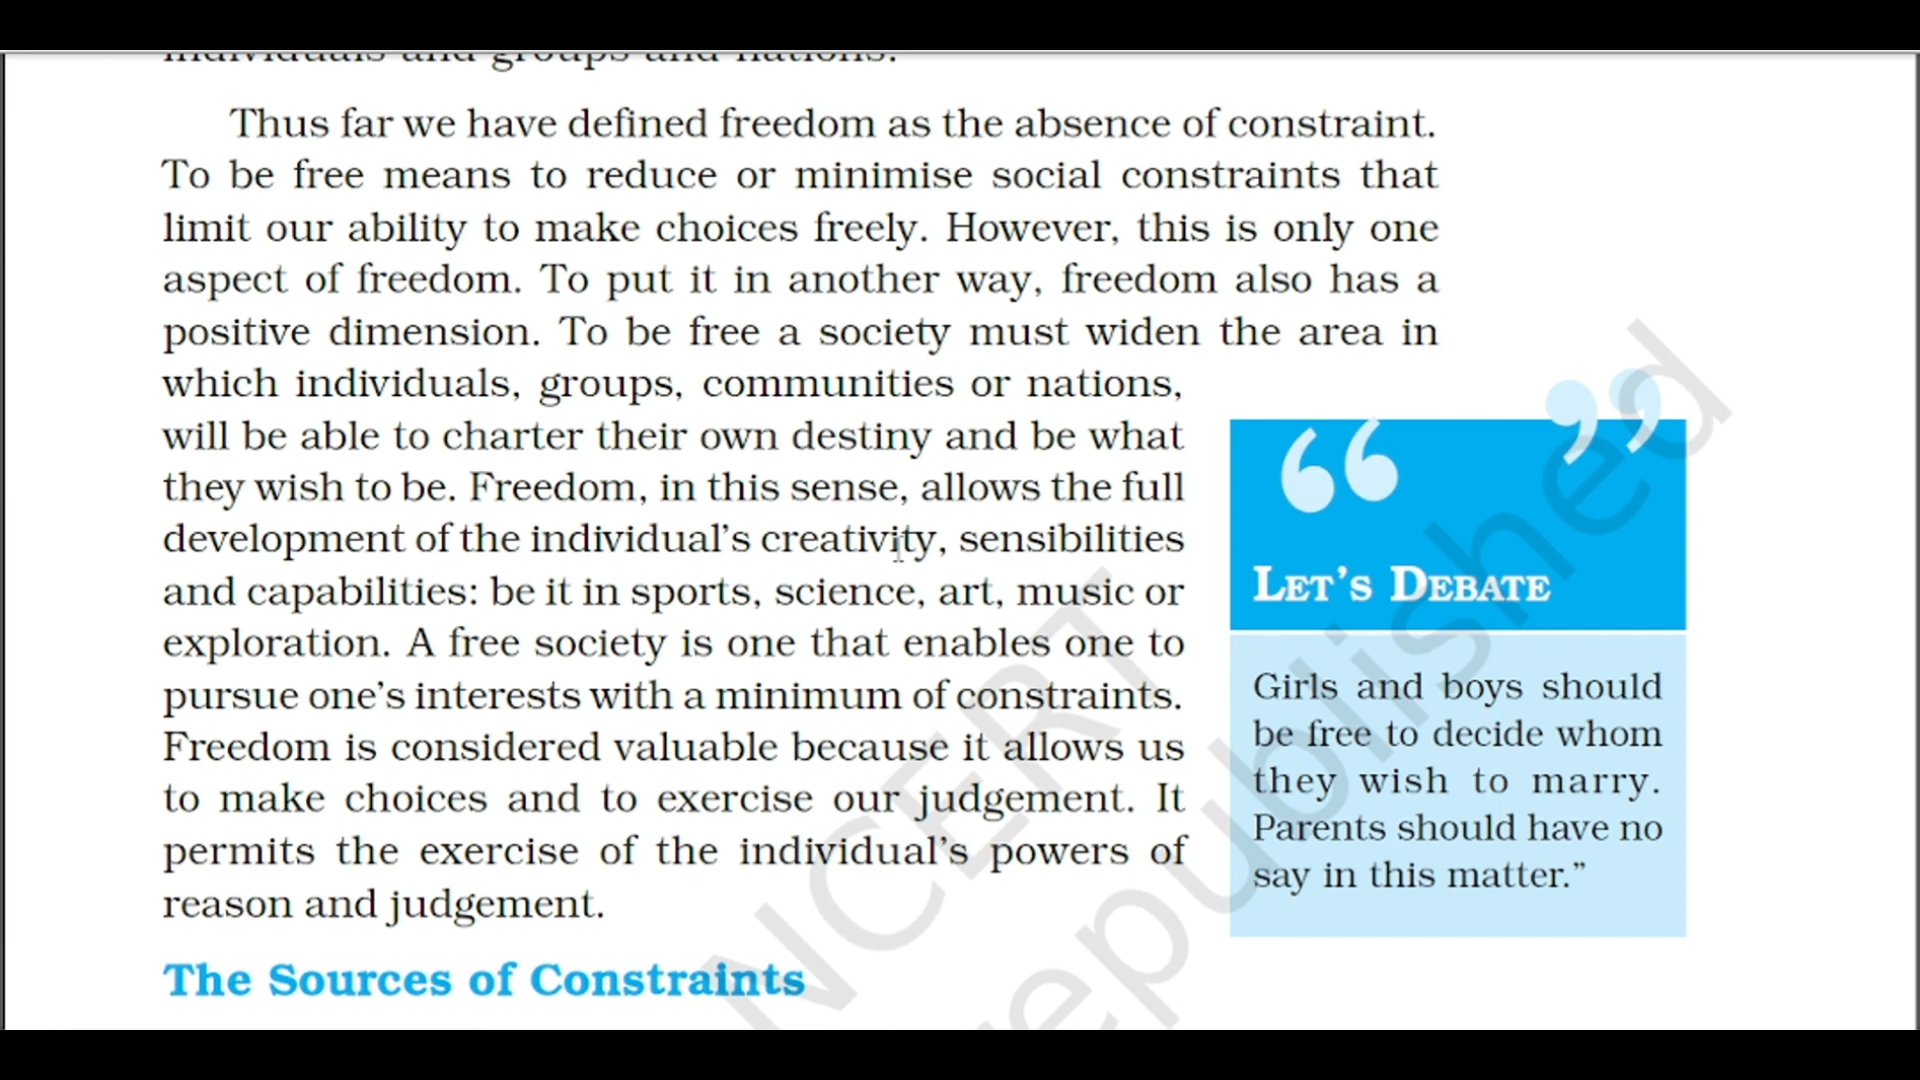 individuals and groups and nations.
Thus far we have defined freedom as the absence of constraint.
To be free means to reduce or minimise social constraints that
limit our ability to make choices freely. However, this is only one
aspect of freedom. To put it in another way, freedom also has a
positive dimension. To be free a society must widen the area in
which individuals, groups, communities or nations,
will be able to charter their own destiny and be what
they wish to be. Freedom, in this sense, allows the full
development of the individual’s creativity, sensibilities
and capabilities: be it in sports, science, art, music or
exploration. A free society is one that enables one to
pursue one’s interests with a minimum of constraints.
Freedom is considered valuable because it allows us
to make choices and to exercise our judgement. It
permits the exercise of the individual’s powers of
reason and judgement.
“ ”
LET’S DEBATE
Girls and boys should
be free to decide whom
they wish to marry.
Parents should have no
say in this matter.”
The Sources of Constraints
NCERT
republished